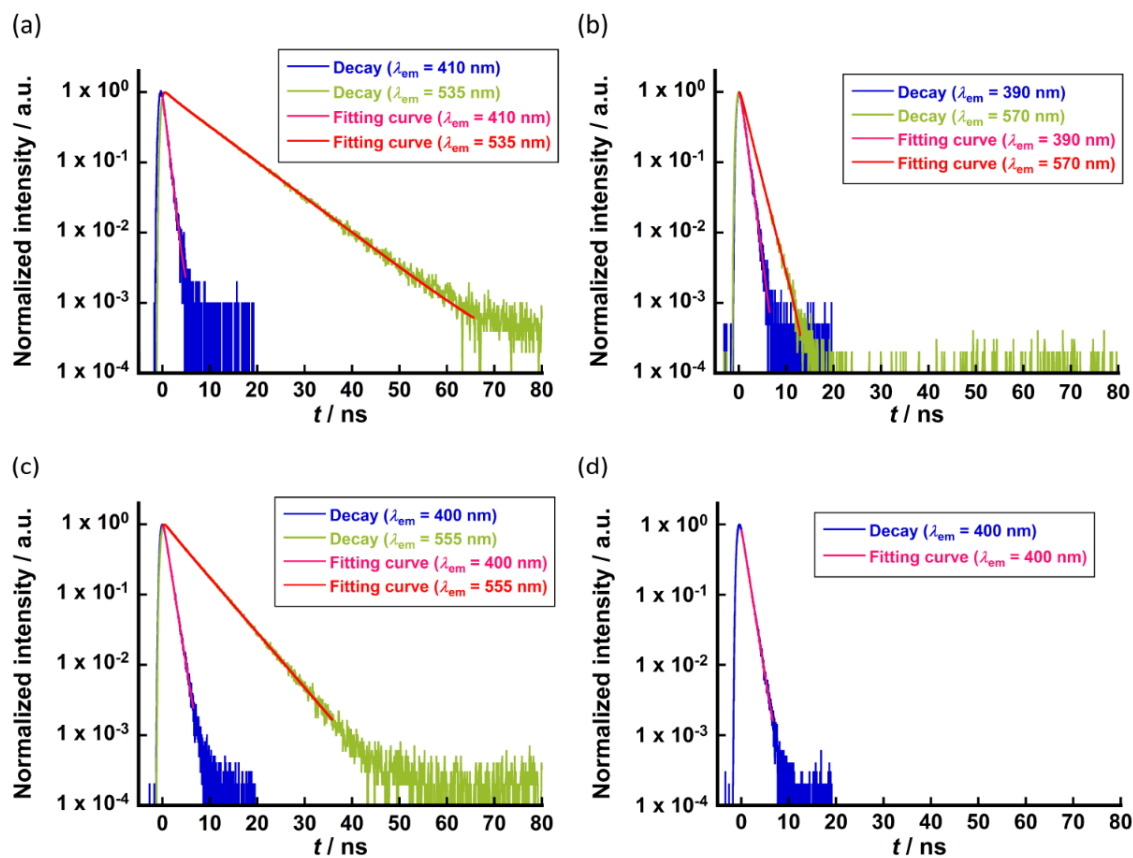 (a)
Normalized intensity / a.u.
Decay (λem = 410 nm)
Decay (λem = 535 nm)
Fitting curve (λem = 410 nm)
Fitting curve (λem = 535 nm)
1 x 10⁰
1 x 10⁻¹
1 x 10⁻²
1 x 10⁻³
1 x 10⁻⁴
0 10 20 30 40 50 60 70 80
t / ns
(b)
Normalized intensity / a.u.
Decay (λem = 390 nm)
Decay (λem = 570 nm)
Fitting curve (λem = 390 nm)
Fitting curve (λem = 570 nm)
1 x 10⁰
1 x 10⁻¹
1 x 10⁻²
1 x 10⁻³
1 x 10⁻⁴
0 10 20 30 40 50 60 70 80
t / ns
(c)
Normalized intensity / a.u.
Decay (λem = 400 nm)
Decay (λem = 555 nm)
Fitting curve (λem = 400 nm)
Fitting curve (λem = 555 nm)
1 x 10⁰
1 x 10⁻¹
1 x 10⁻²
1 x 10⁻³
1 x 10⁻⁴
0 10 20 30 40 50 60 70 80
t / ns
(d)
Normalized intensity / a.u.
Decay (λem = 400 nm)
Fitting curve (λem = 400 nm)
1 x 10⁰
1 x 10⁻¹
1 x 10⁻²
1 x 10⁻³
1 x 10⁻⁴
0 10 20 30 40 50 60 70 80
t / ns